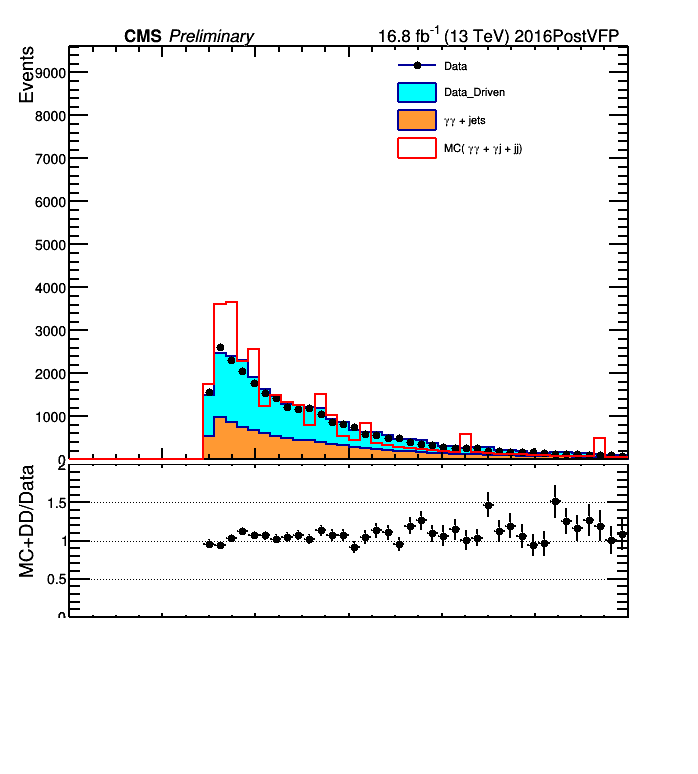 CMS Preliminary 16.8 fb-1 (13 TeV) 2016PostVFP
Events
9000
8000
7000
6000
5000
4000
3000
2000
1000
0
Data
Data_Driven
γγ + jets
MC( γγ + γj + jj)
MC+DD/Data
2
1.5
1
0.5
0